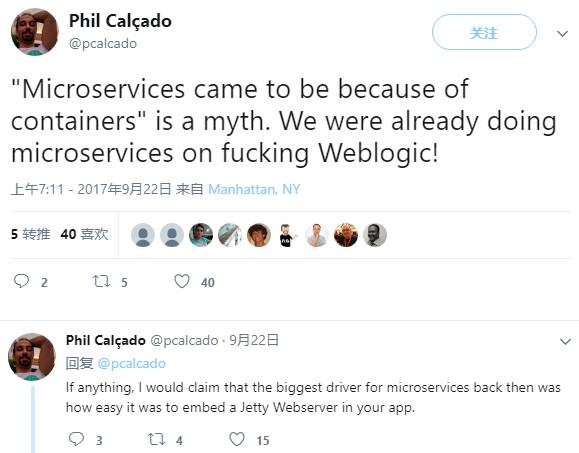 Phil Calçado
@pcalcado
关注
"Microservices came to be because of
containers" is a myth. We were already doing
microservices on fucking Weblogic!
上午7:11 - 2017年9月22日 来自 Manhattan, NY
5 转推 40 喜欢
2 5 40
Phil Calçado @pcalcado · 9月22日
回复 @pcalcado
If anything, I would claim that the biggest driver for microservices back then was
how easy it was to embed a Jetty Webserver in your app.
3 4 15